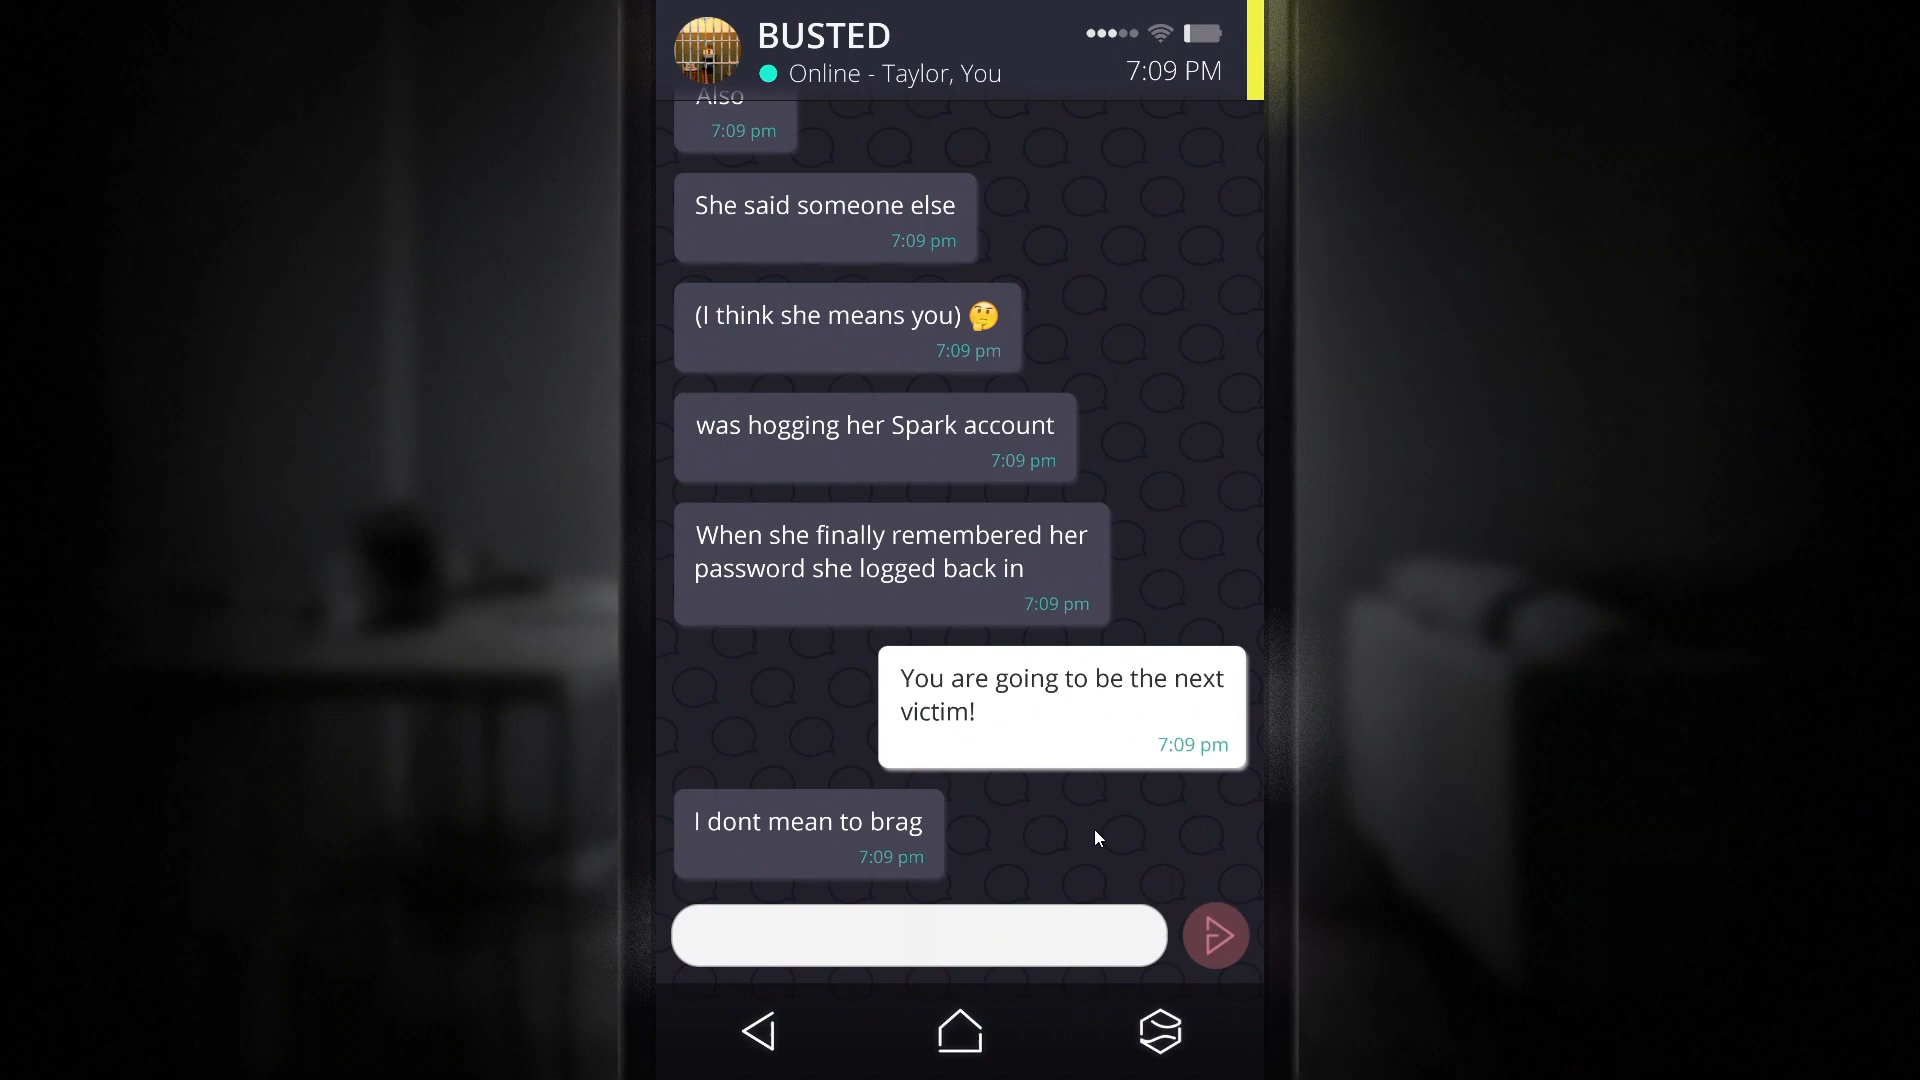 BUSTED
Online - Taylor, You
7:09 PM
Also
7:09 pm
She said someone else
7:09 pm
(I think she means you) 🤔
7:09 pm
was hogging her Spark account
7:09 pm
When she finally remembered her
password she logged back in
7:09 pm
You are going to be the next
victim!
7:09 pm
I dont mean to brag
7:09 pm